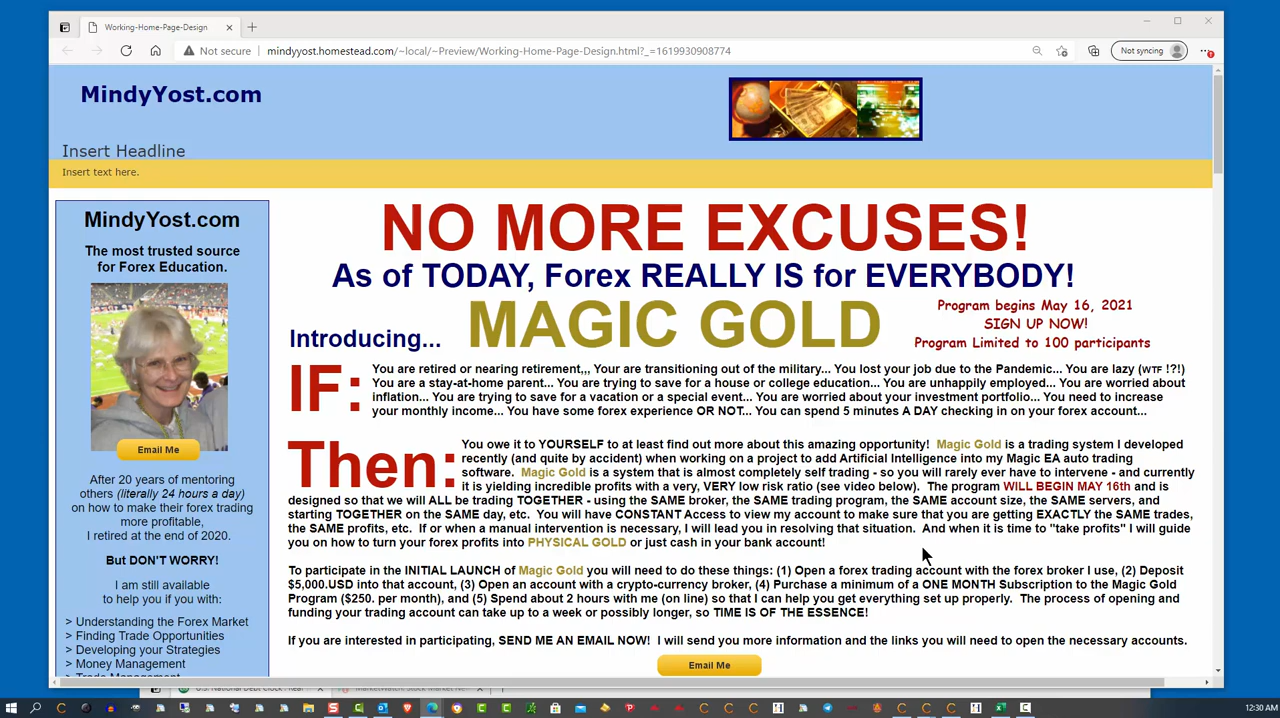 Working-Home-Page-Design
Not secure
mindyyost.homestead.com/~local/~Preview/Working-Home-Page-Design.html?_=1619930908774
Not syncing
MindyYost.com
Insert Headline
Insert text here.
MindyYost.com
The most trusted source
for Forex Education.
Email Me
After 20 years of mentoring
others (literally 24 hours a day)
on how to make their forex trading
more profitable,
I retired at the end of 2020.
But DON'T WORRY!
I am still available
to help you if you with:
> Understanding the Forex Market
> Finding Trade Opportunities
> Developing your Strategies
> Money Management
> Trade Management
NO MORE EXCUSES!
As of TODAY, Forex REALLY IS for EVERYBODY!
Introducing... MAGIC GOLD
Program begins May 16, 2021
SIGN UP NOW!
Program Limited to 100 participants
IF:
You are retired or nearing retirement,,, Your are transitioning out of the military... You lost your job due to the Pandemic... You are lazy (WTF !?!)
You are a stay-at-home parent... You are trying to save for a house or college education... You are unhappily employed... You are worried about
inflation... You are trying to save for a vacation or a special event... You are worried about your investment portfolio... You need to increase
your monthly income... You have some forex experience OR NOT... You can spend 5 minutes A DAY checking in on your forex account...
Then:
You owe it to YOURSELF to at least find out more about this amazing opportunity!  Magic Gold is a trading system I developed
recently (and quite by accident) when working on a project to add Artificial Intelligence into my Magic EA auto trading
software.  Magic Gold is a system that is almost completely self trading - so you will rarely ever have to intervene - and currently
it is yielding incredible profits with a very, VERY low risk ratio (see video below).  The program WILL BEGIN MAY 16th and is
designed so that we will ALL be trading TOGETHER - using the SAME broker, the SAME trading program, the SAME account size, the SAME servers, and
starting TOGETHER on the SAME day, etc.  You will have CONSTANT Access to view my account to make sure that you are getting EXACTLY the SAME trades,
the SAME profits, etc.  If or when a manual intervention is necessary, I will lead you in resolving that situation.  And when it is time to "take profits" I will guide
you on how to turn your forex profits into PHYSICAL GOLD or just cash in your bank account!
To participate in the INITIAL LAUNCH of Magic Gold you will need to do these things: (1) Open a forex trading account with the forex broker I use, (2) Deposit
$5,000.USD into that account, (3) Open an account with a crypto-currency broker, (4) Purchase a minimum of a ONE MONTH Subscription to the Magic Gold
Program ($250. per month), and (5) Spend about 2 hours with me (on line) so that I can help you get everything set up properly.  The process of opening and
funding your trading account can take up to a week or possibly longer, so TIME IS OF THE ESSENCE!
If you are interested in participating, SEND ME AN EMAIL NOW!  I will send you more information and the links you will need to open the necessary accounts.
Email Me
U.S. National Debt Clock : Real
MarketWatch: Stock Market Ne
12:30 AM